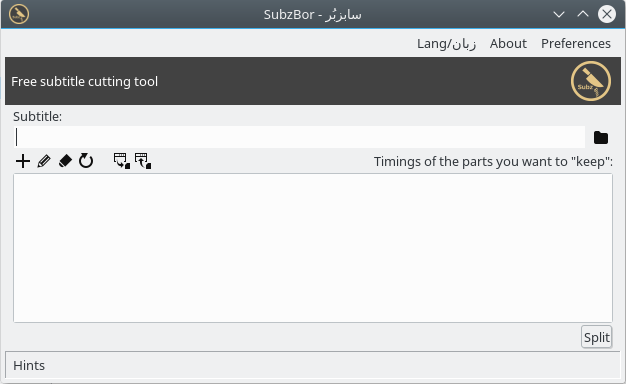 SubzBor - سابزبُر
Lang/زبان About Preferences
Free subtitle cutting tool
Subz
Subtitle:
Timings of the parts you want to "keep":
Split
Hints